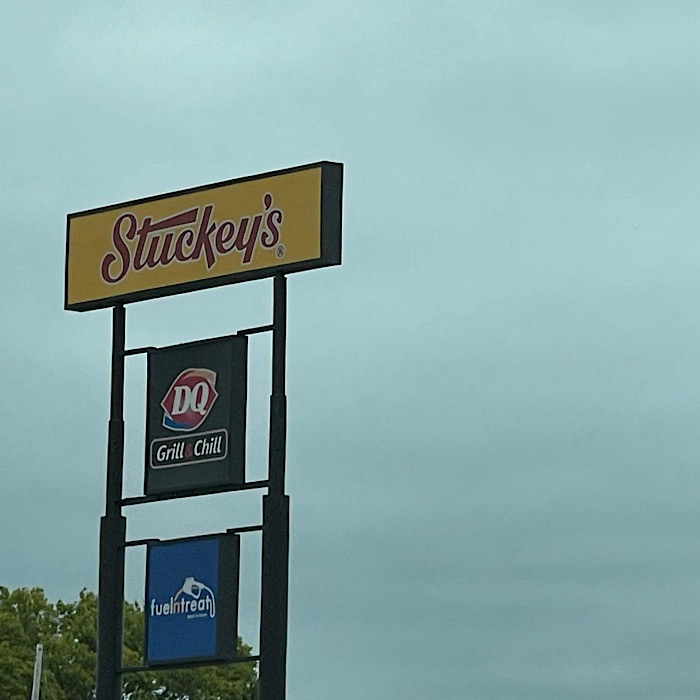 Stuckey's®
DQ
Grill & Chill
fuelntreat